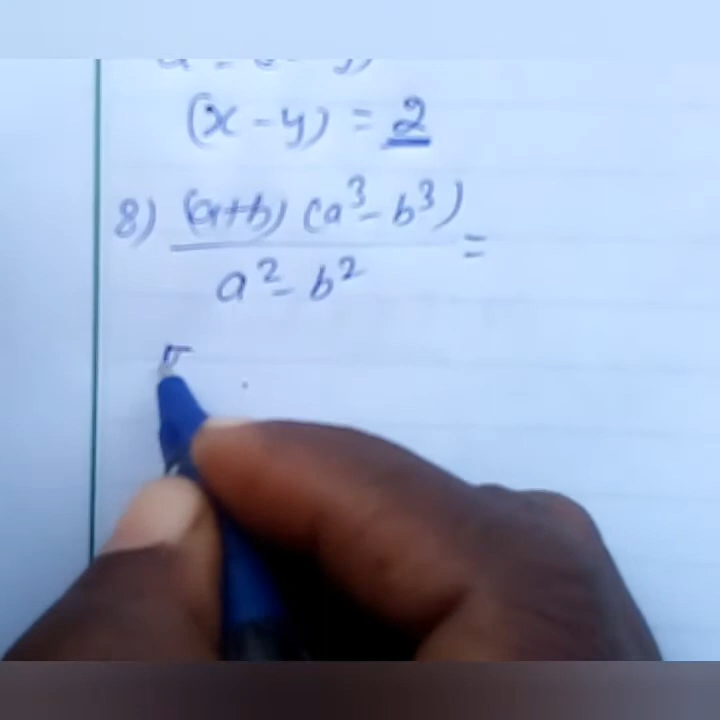 (x-y) = 2
8) (a+b) (a³-b³)
a²-b² =